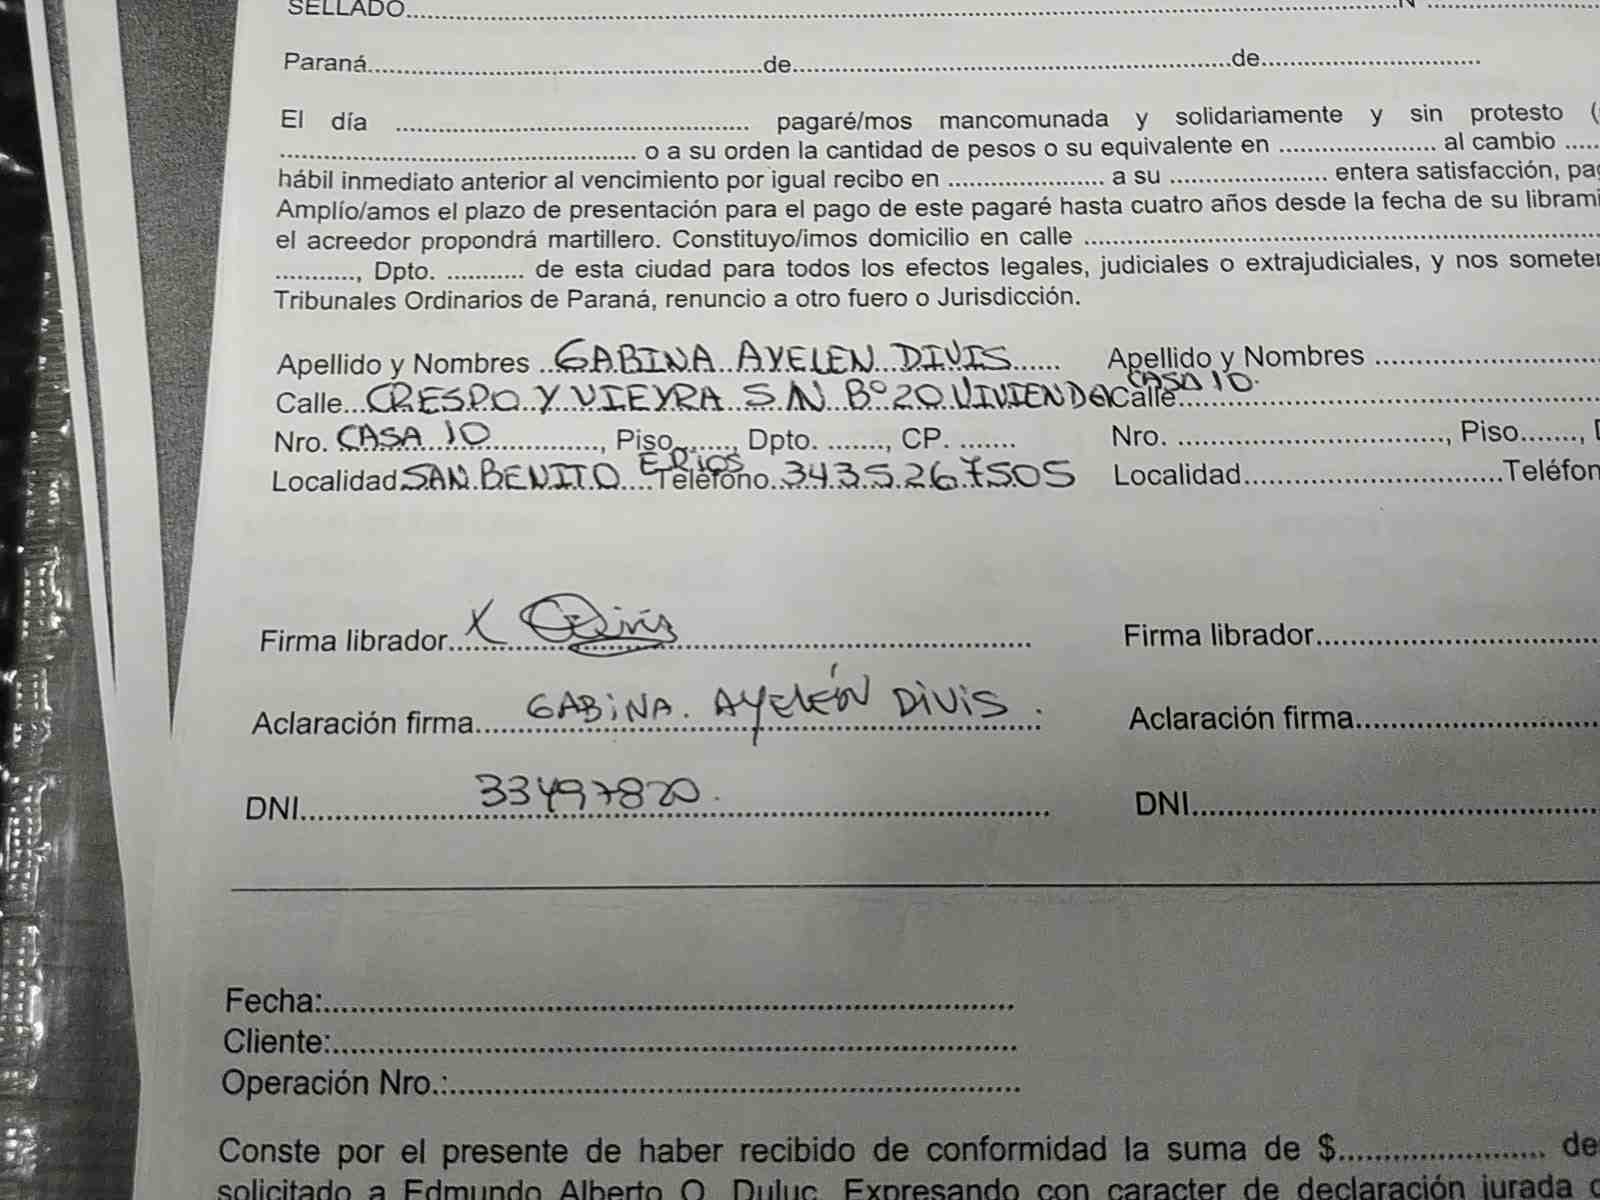 SELLADO..........N°..........
Paraná..........de..........de..........
El día .......... pagaré/mos mancomunada y solidariamente y sin protesto (
.......... o a su orden la cantidad de pesos o su equivalente en .......... al cambio .....
hábil inmediato anterior al vencimiento por igual recibo en .......... a su .......... entera satisfacción, pag
Amplío/amos el plazo de presentación para el pago de este pagaré hasta cuatro años desde la fecha de su librami
el acreedor propondrá martillero. Constituyo/imos domicilio en calle ..........
.........., Dpto. .......... de esta ciudad para todos los efectos legales, judiciales o extrajudiciales, y nos someter
Tribunales Ordinarios de Paraná, renuncio a otro fuero o Jurisdicción.
Apellido y Nombres ..GABINA AYELEN DIVIS...... Apellido y Nombres ..........
Calle...CRESPO Y VIEYRA S/N B° 20 VIVIENDA CASA 10. Calle..........
Nro. CASA 10.........., Piso......., Dpto. ......., CP. ....... Nro. .........., Piso......., D
Localidad SAN BENITO E RIOS....Teléfono. 3435267505 Localidad..........Teléfon
Firma librador..X Divis.......... Firma librador..........
Aclaración firma....GABINA. AYELÉN DIVIS. Aclaración firma..........
DNI..........33497820.......... DNI..........
Fecha:..........
Cliente:..........
Operación Nro.:..........
Conste por el presente de haber recibido de conformidad la suma de $.......... de
solicitado a Edmundo Alberto O. Duluc. Expresando con caracter de declaración jurada